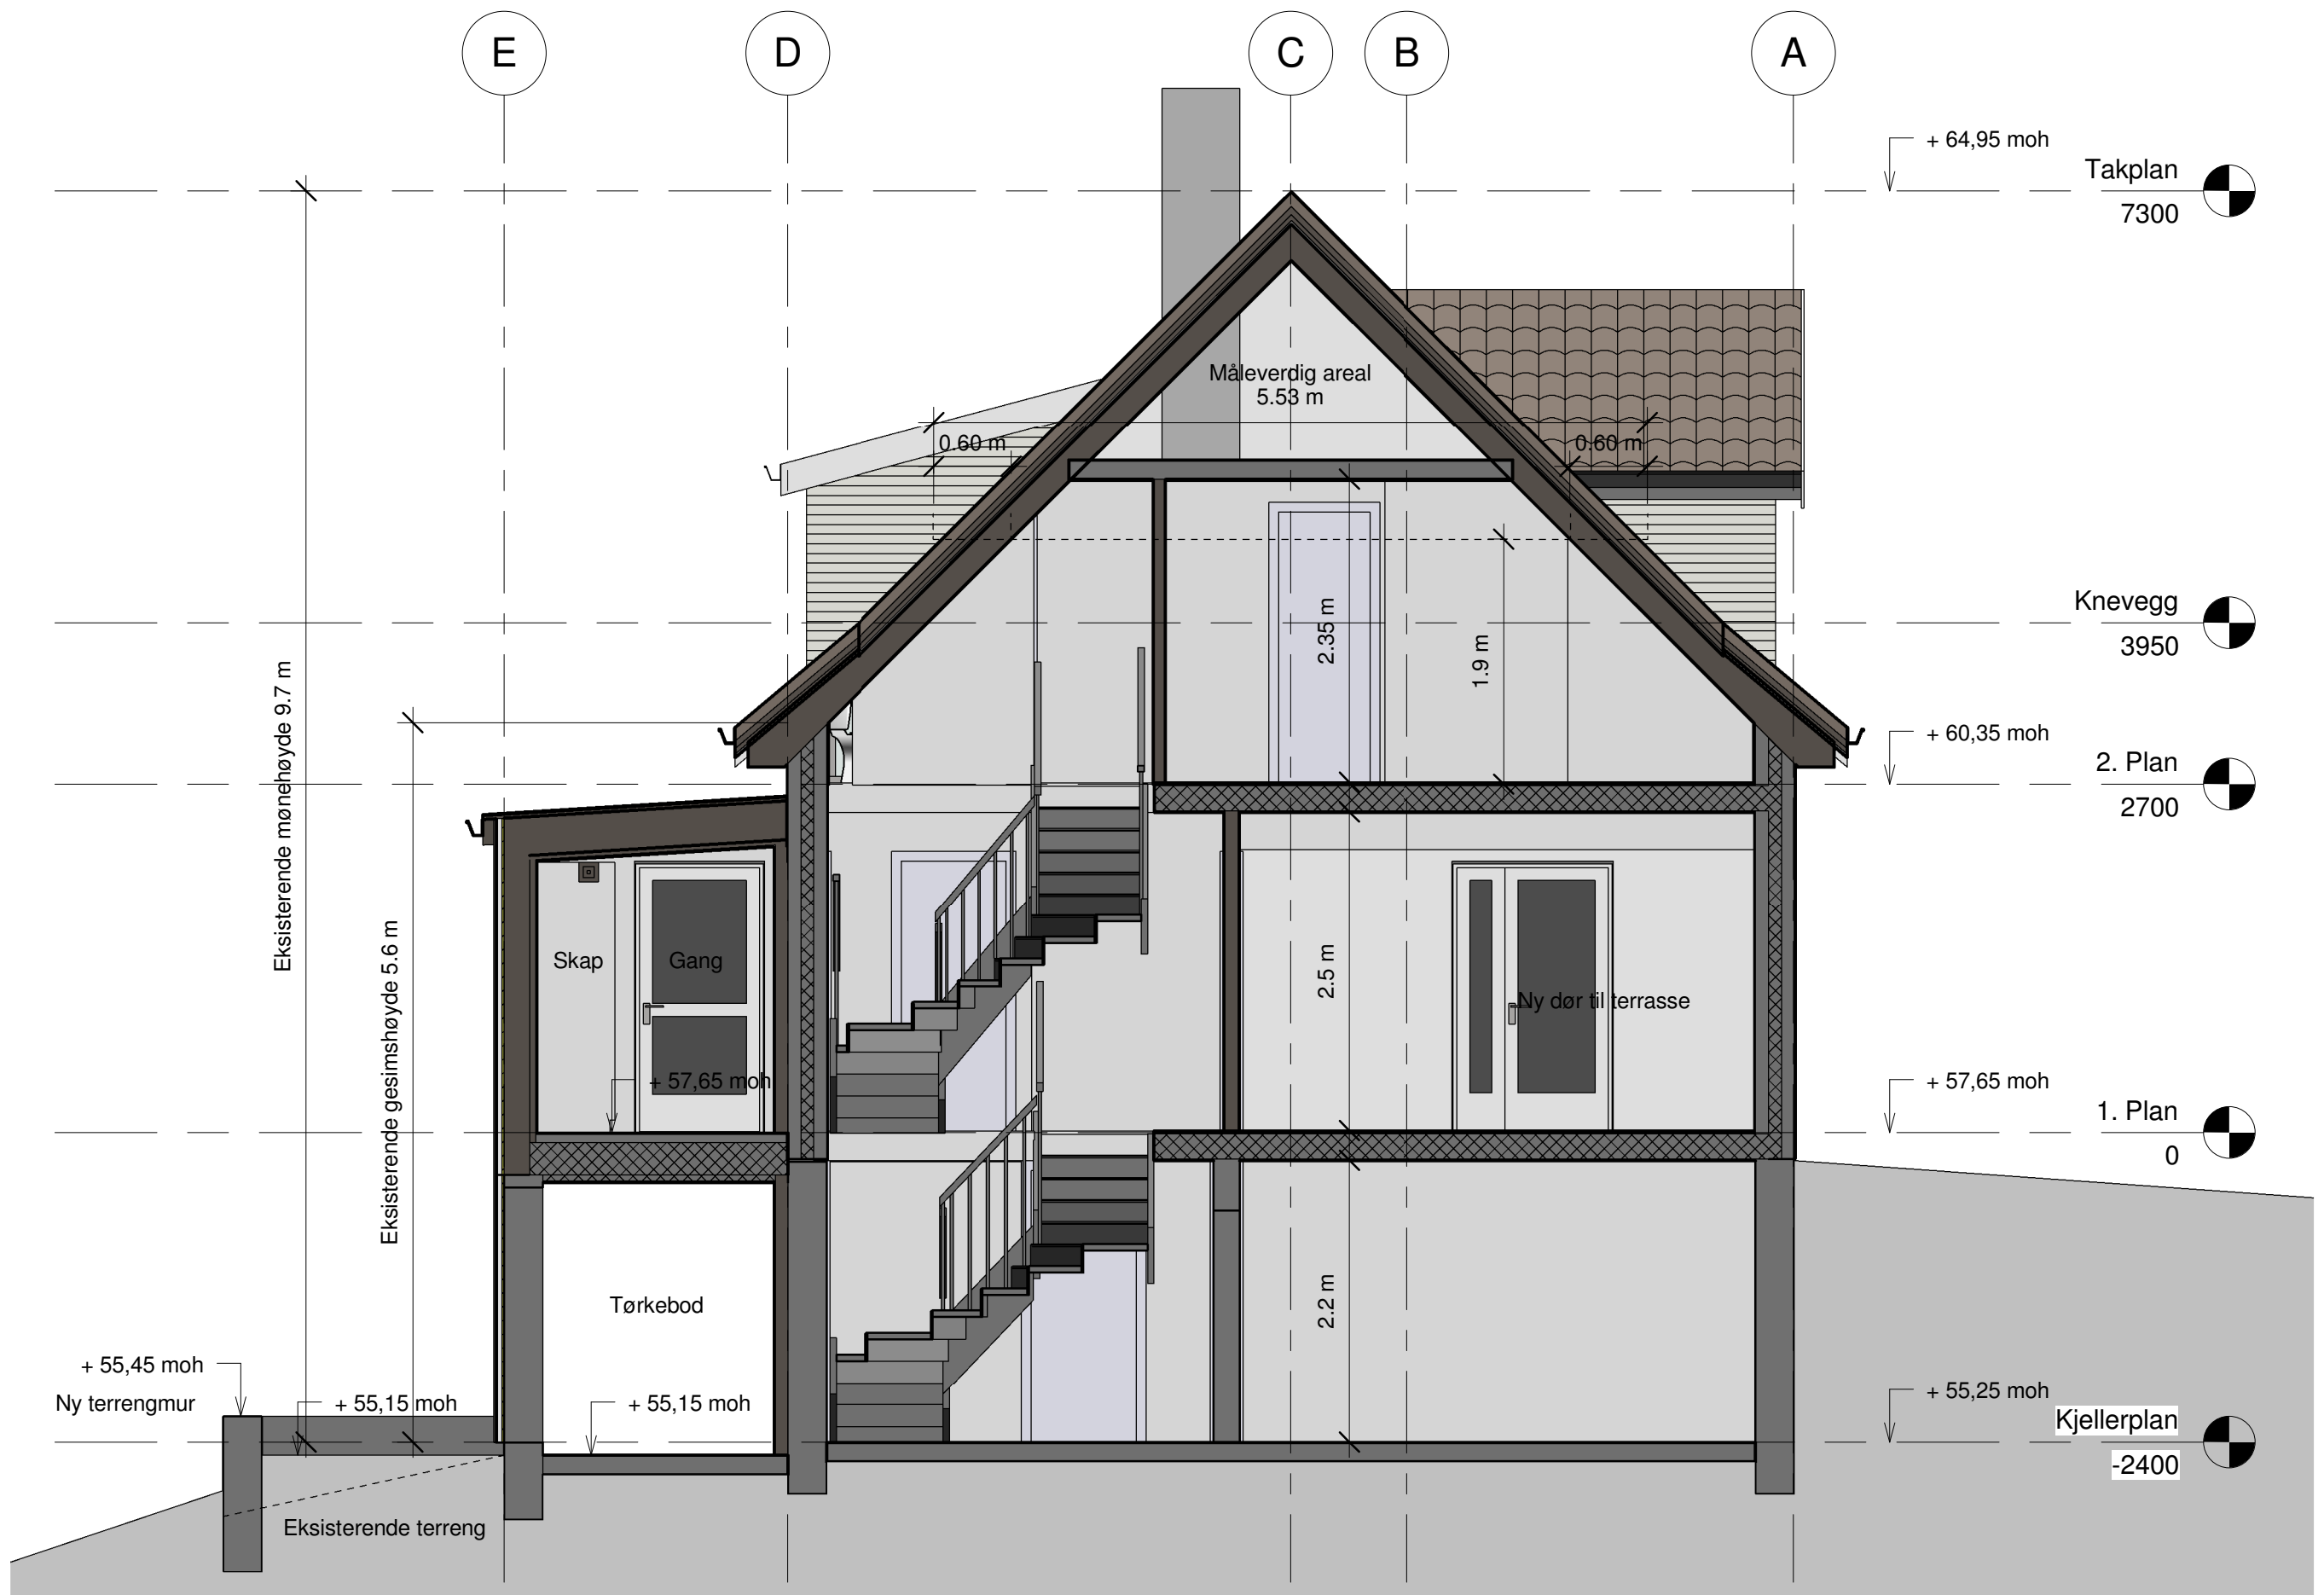 E
D
C
B
A
+ 64,95 moh
Takplan
7300
Måleverdig areal
5.53 m
0.60 m
0.60 m
Knevegg
3950
2.35 m
1.9 m
Eksisterende mønehøyde 9.7 m
+ 60,35 moh
2. Plan
2700
Eksisterende gesimshøyde 5.6 m
Skap
Gang
2.5 m
Ny dør til terrasse
+ 57,65 moh
+ 57,65 moh
1. Plan
0
Tørkebod
2.2 m
+ 55,45 moh
Ny terrengmur
+ 55,15 moh
+ 55,15 moh
+ 55,25 moh
Kjellerplan
-2400
Eksisterende terreng